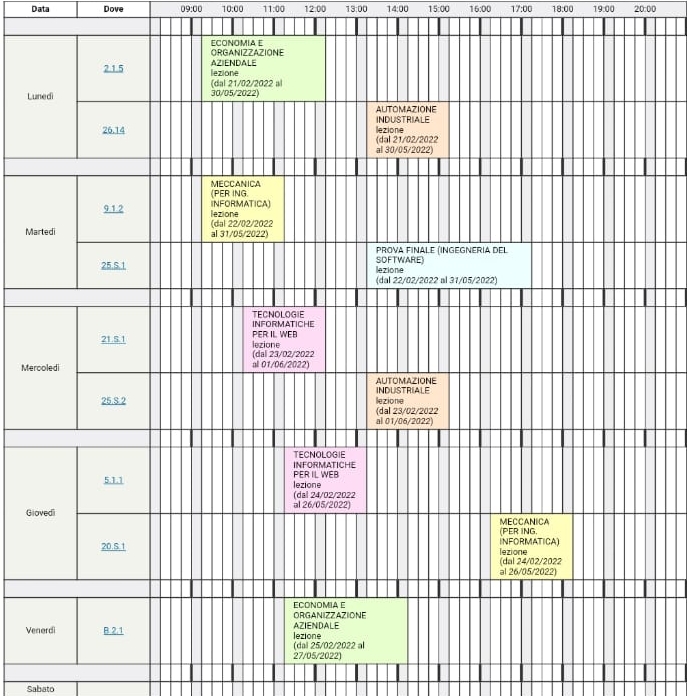 Data Dove 09:00 10:00 11:00 12:00 13:00 14:00 15:00 16:00 17:00 18:00 19:00 20:00
Lunedì
2.1.5
ECONOMIA E
ORGANIZZAZIONE
AZIENDALE
lezione
(dal 21/02/2022 al
30/05/2022)
26.14
AUTOMAZIONE
INDUSTRIALE
lezione
(dal 21/02/2022
al 30/05/2022)
Martedì
9.1.2
MECCANICA
(PER ING.
INFORMATICA)
lezione
(dal 22/02/2022
al 31/05/2022)
25.S.1
PROVA FINALE (INGEGNERIA DEL
SOFTWARE)
lezione
(dal 22/02/2022 al 31/05/2022)
Mercoledì
21.S.1
TECNOLOGIE
INFORMATICHE
PER IL WEB
lezione
(dal 23/02/2022
al 01/06/2022)
25.S.2
AUTOMAZIONE
INDUSTRIALE
lezione
(dal 23/02/2022
al 01/06/2022)
Giovedì
5.1.1
TECNOLOGIE
INFORMATICHE
PER IL WEB
lezione
(dal 24/02/2022
al 26/05/2022)
20.S.1
MECCANICA
(PER ING.
INFORMATICA)
lezione
(dal 24/02/2022
al 26/05/2022)
Venerdì
B.2.1
ECONOMIA E
ORGANIZZAZIONE
AZIENDALE
lezione
(dal 25/02/2022 al
27/05/2022)
Sabato